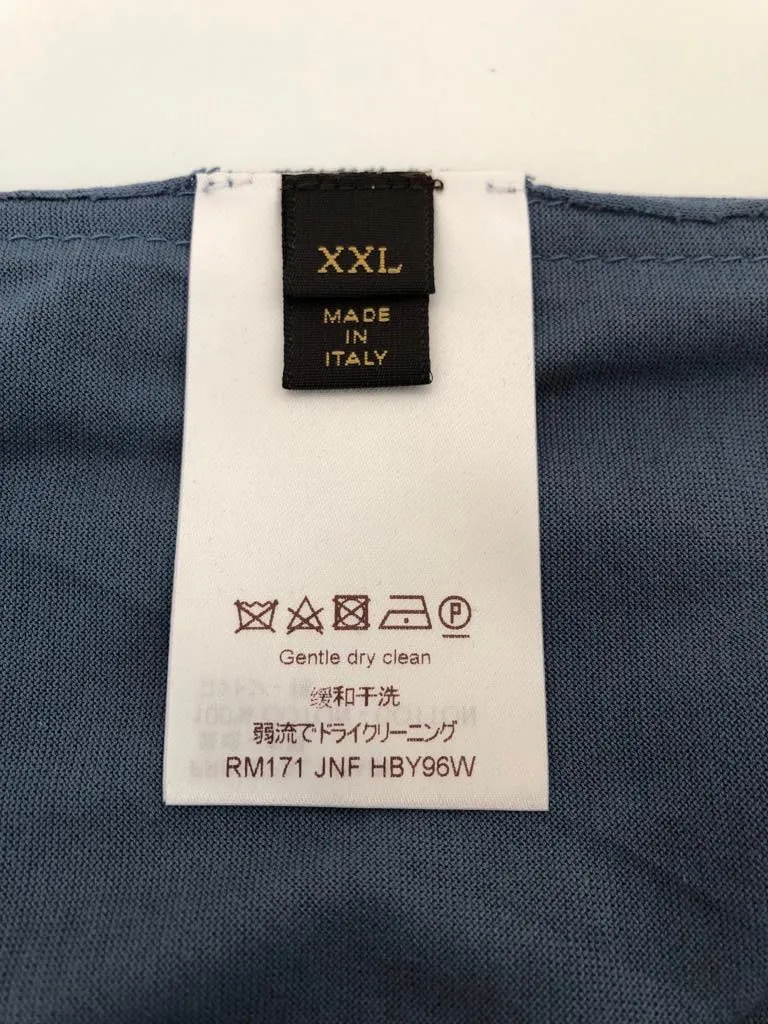 XXL
MADE
IN
ITALY
P
Gentle dry clean
缓和干洗
弱流でドライクリーニング
RM171 JNF HBY96W